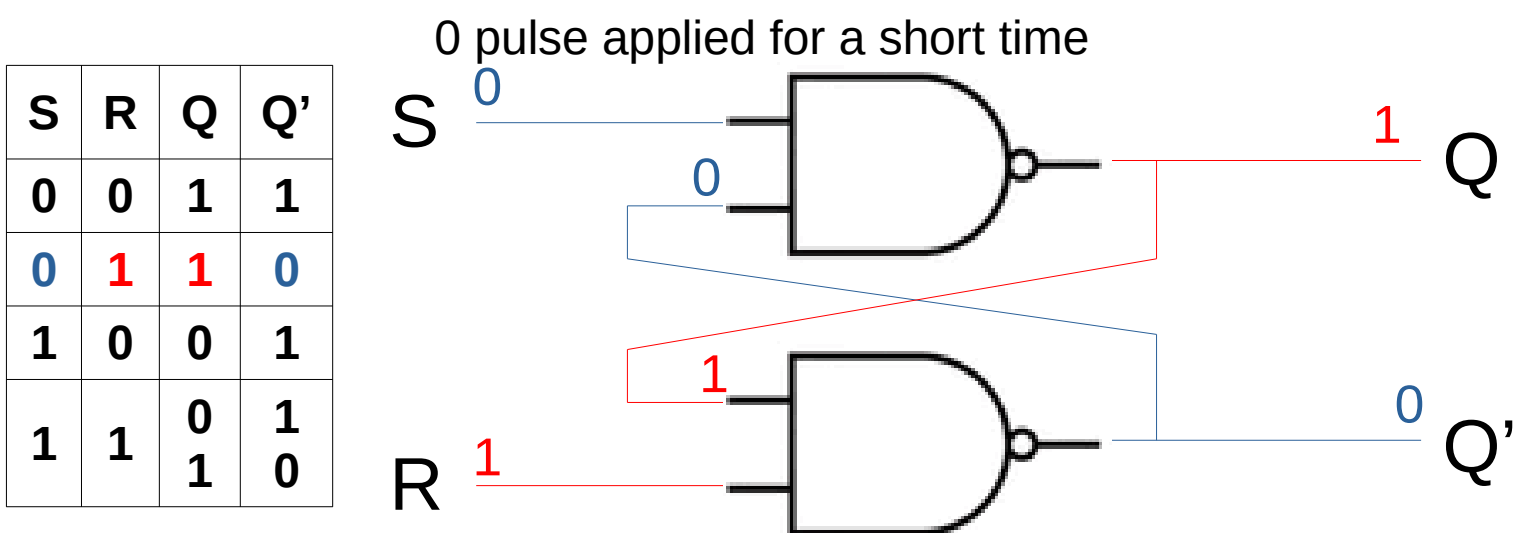 0 pulse applied for a short time
S R Q Q’
0 0 1 1
0 1 1 0
1 0 0 1
1 1 0 1
1 0
S 0
0
1 Q
1
R 1
0 Q’